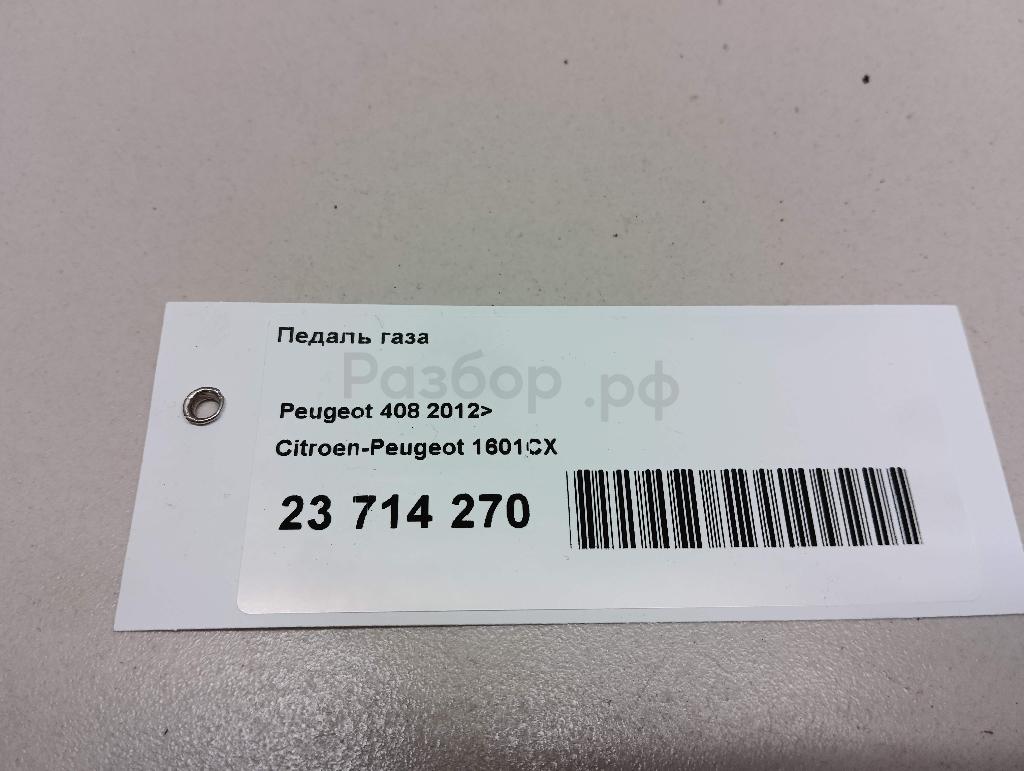 Педаль газа
Разбор.рф
Peugeot 408 2012>
Citroen-Peugeot 1601CX
23 714 270